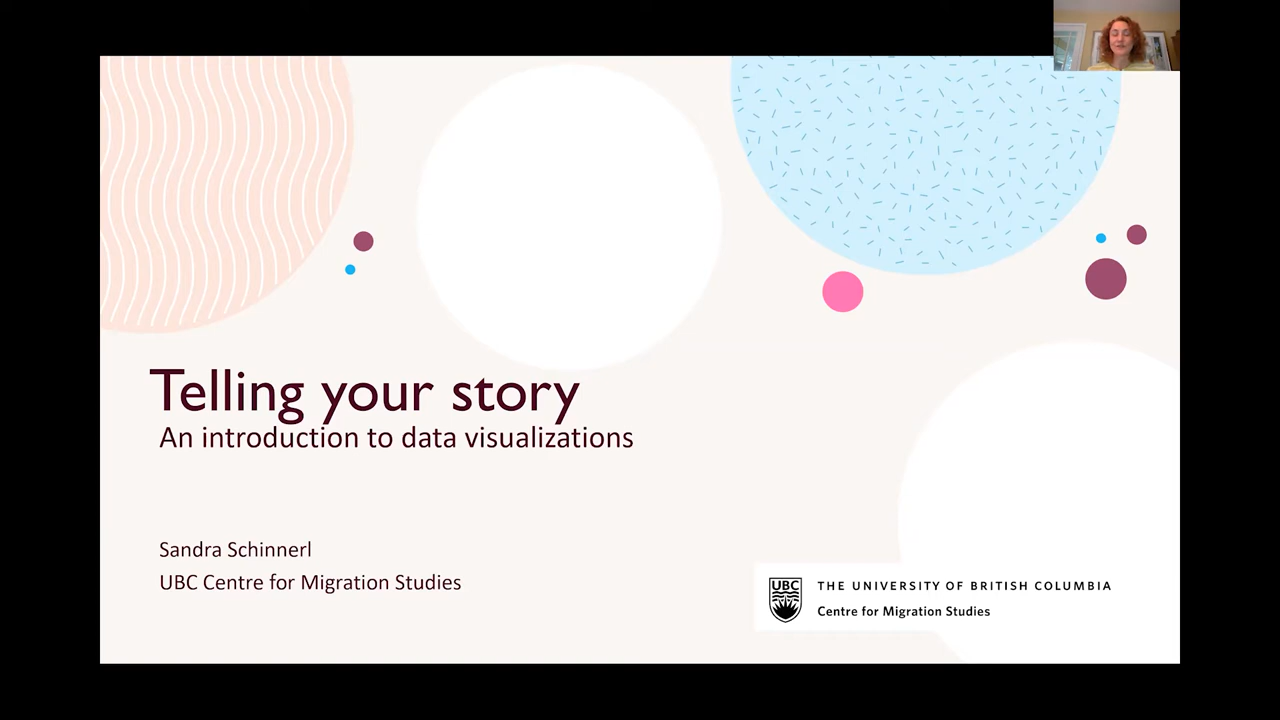 Telling your story
An introduction to data visualizations
Sandra Schinnerl
UBC Centre for Migration Studies
UBC
THE UNIVERSITY OF BRITISH COLUMBIA
Centre for Migration Studies